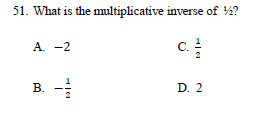 51. What is the multiplicative inverse of ½?
A. −2
C. 1/2
B. −1/2
D. 2